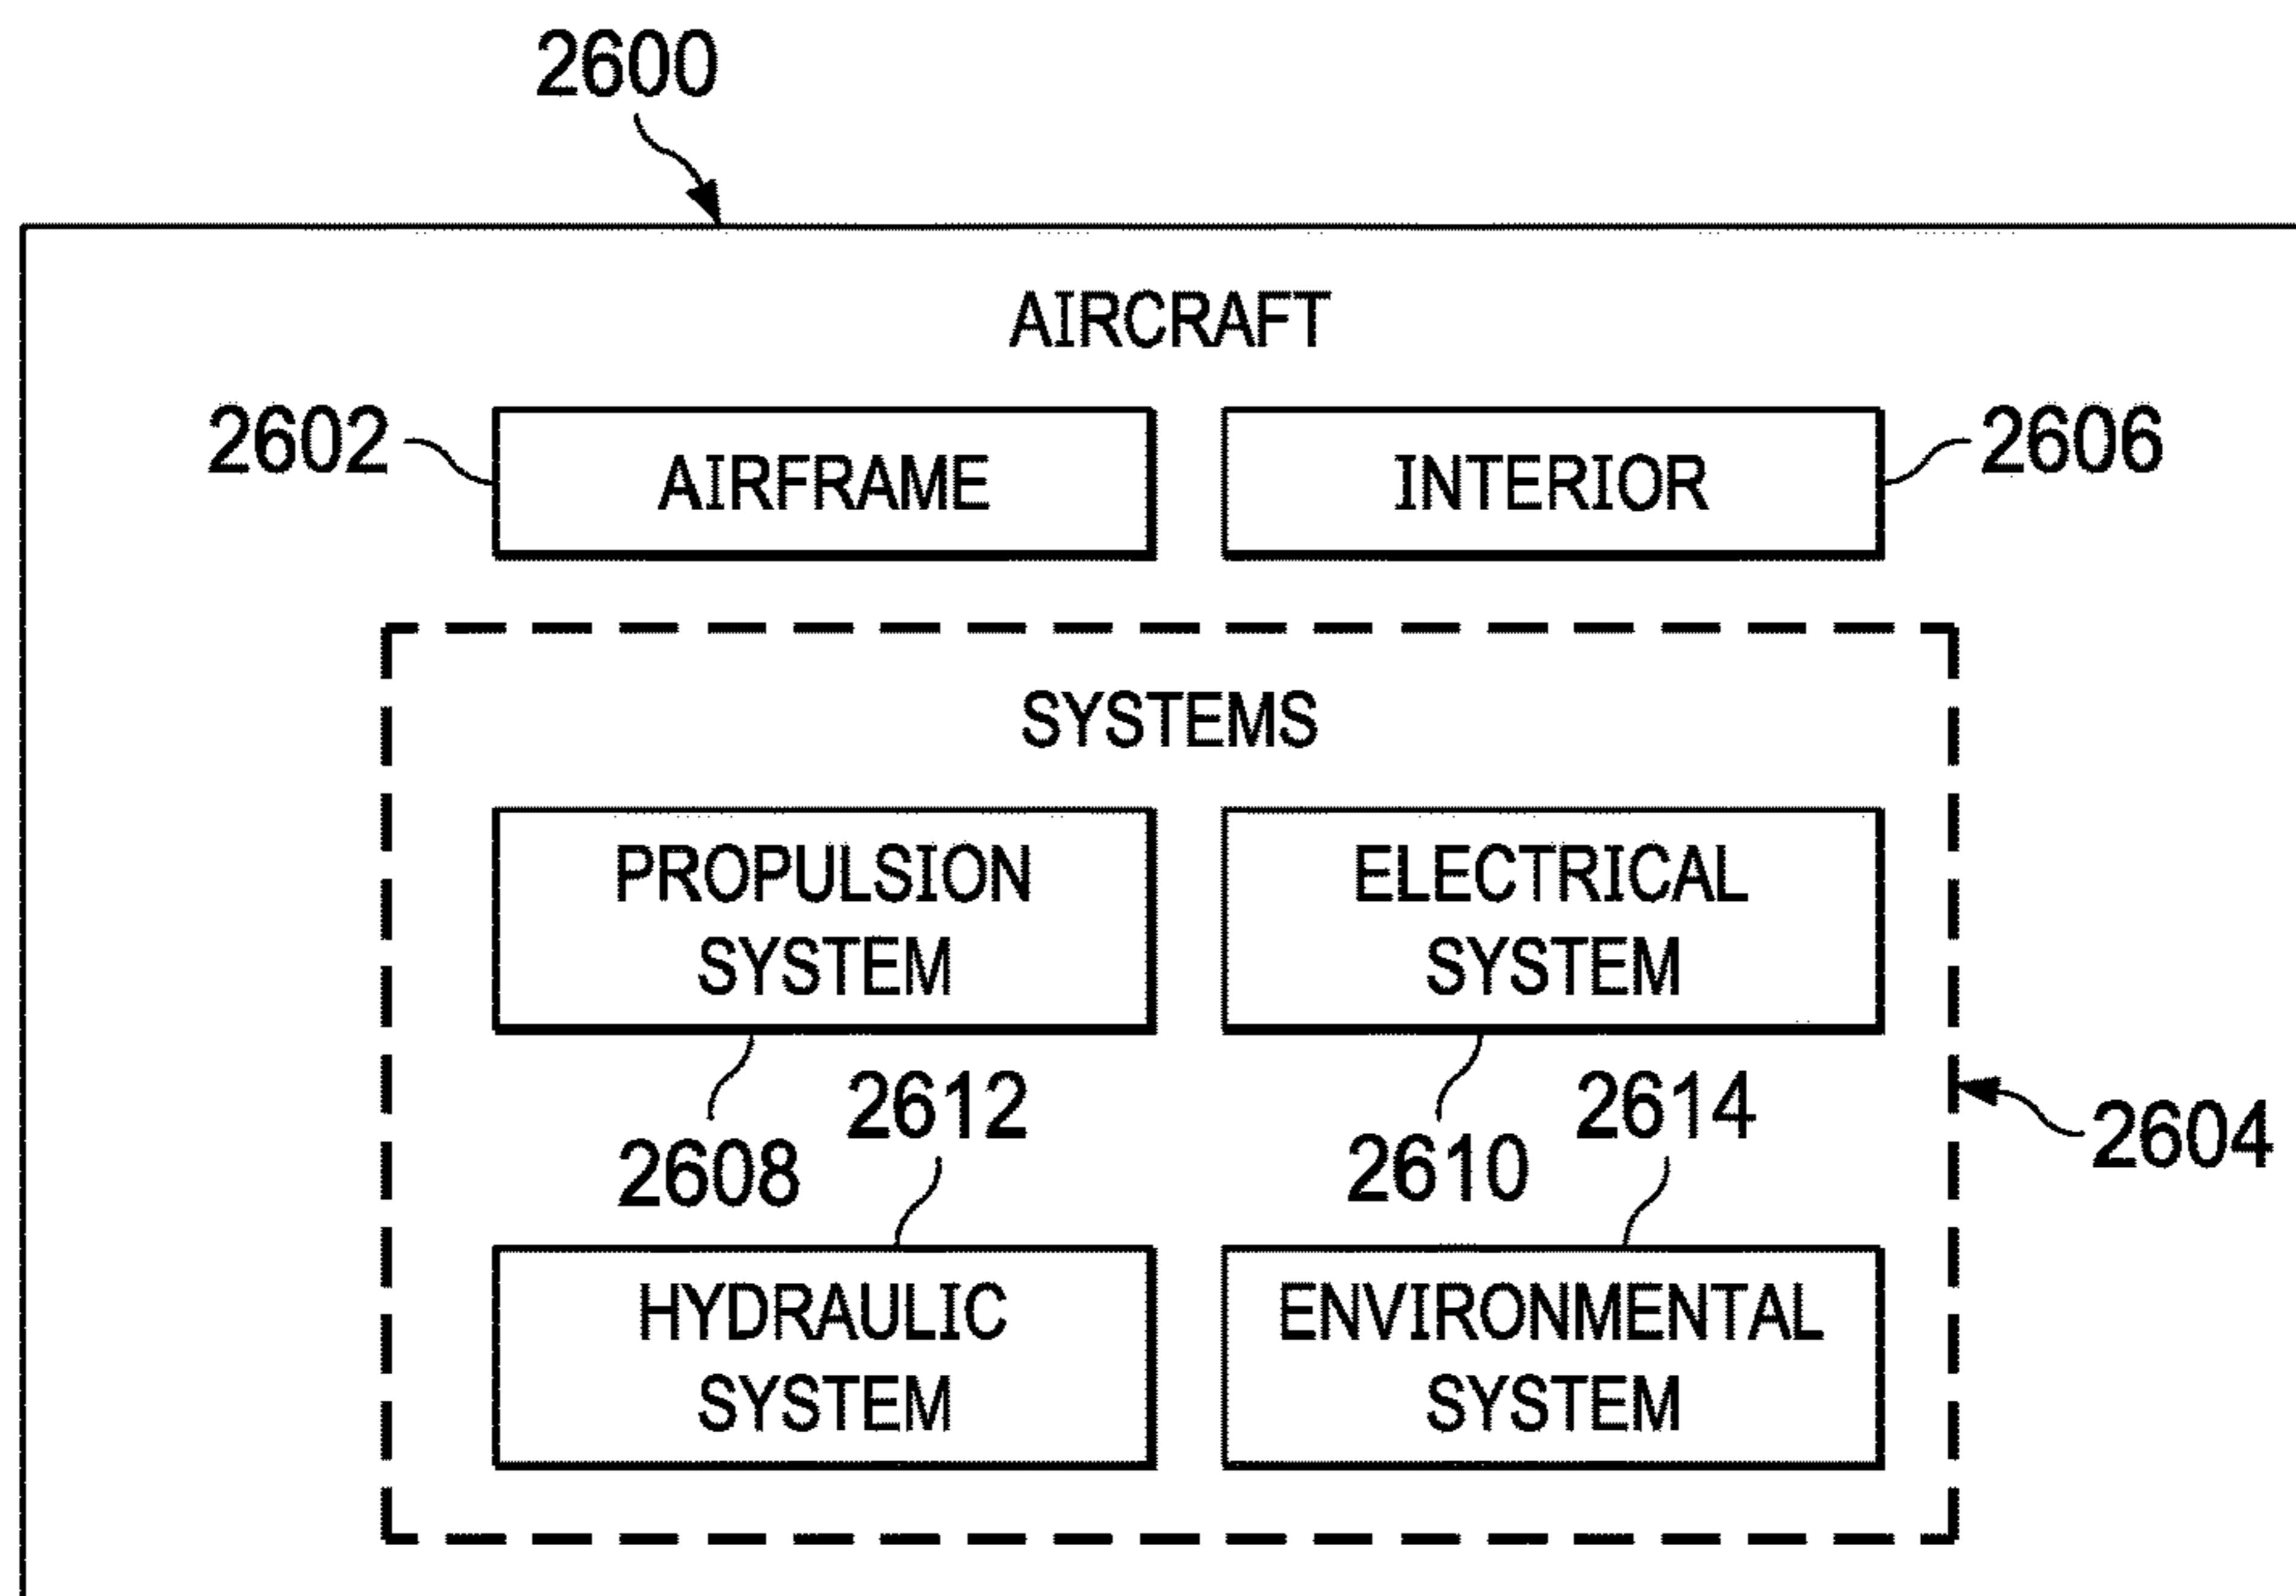 2600
AIRCRAFT
2602
AIRFRAME
INTERIOR
2606
SYSTEMS
PROPULSION
SYSTEM
ELECTRICAL
SYSTEM
2608
2612
2610
2614
2604
HYDRAULIC
SYSTEM
ENVIRONMENTAL
SYSTEM